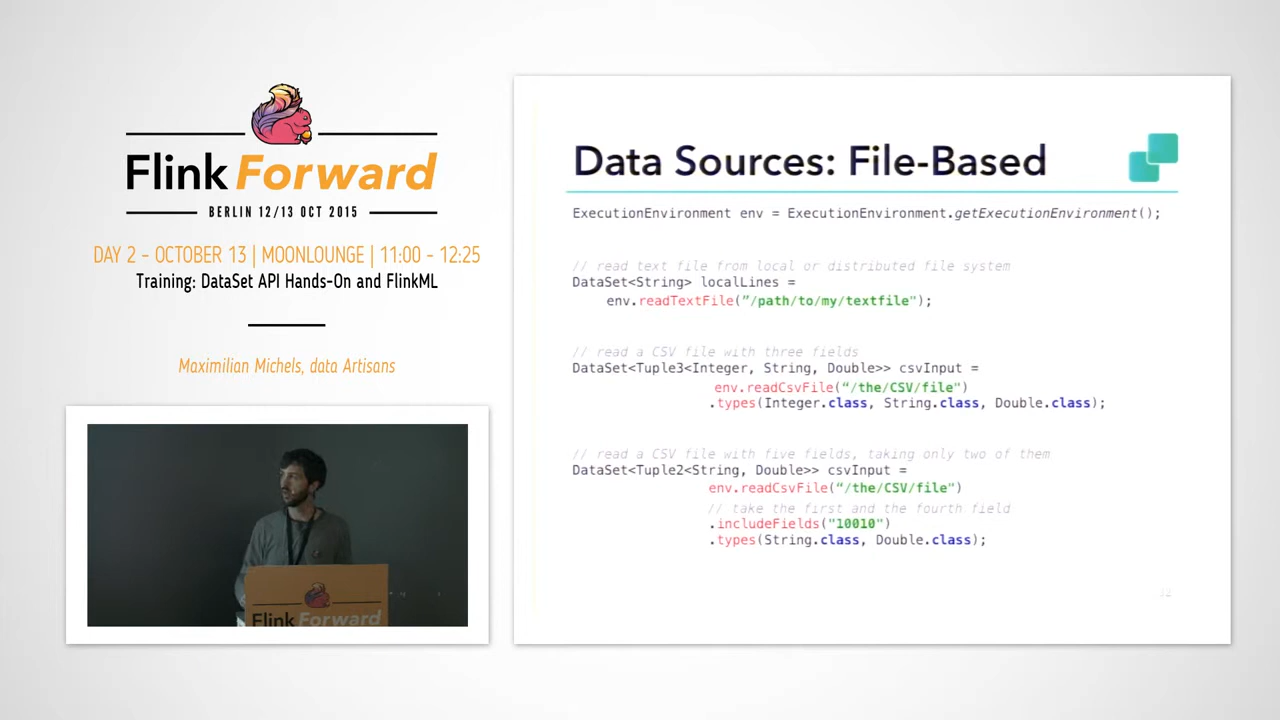 Flink Forward
BERLIN 12/13 OCT 2015
DAY 2 - OCTOBER 13 | MOONLOUNGE | 11:00 - 12:25
Training: DataSet API Hands-On and FlinkML
Maximilian Michels, data Artisans
Flink Forward
Data Sources: File-Based
ExecutionEnvironment env = ExecutionEnvironment.getExecutionEnvironment();
// read text file from local or distributed file system
DataSet<String> localLines =
env.readTextFile(“/path/to/my/textfile");
// read a CSV file with three fields
DataSet<Tuple3<Integer, String, Double>> csvInput =
env.readCsvFile(“/the/CSV/file")
.types(Integer.class, String.class, Double.class);
// read a CSV file with five fields, taking only two of them
DataSet<Tuple2<String, Double>> csvInput =
env.readCsvFile(“/the/CSV/file")
// take the first and the fourth field
.includeFields("10010")
.types(String.class, Double.class);